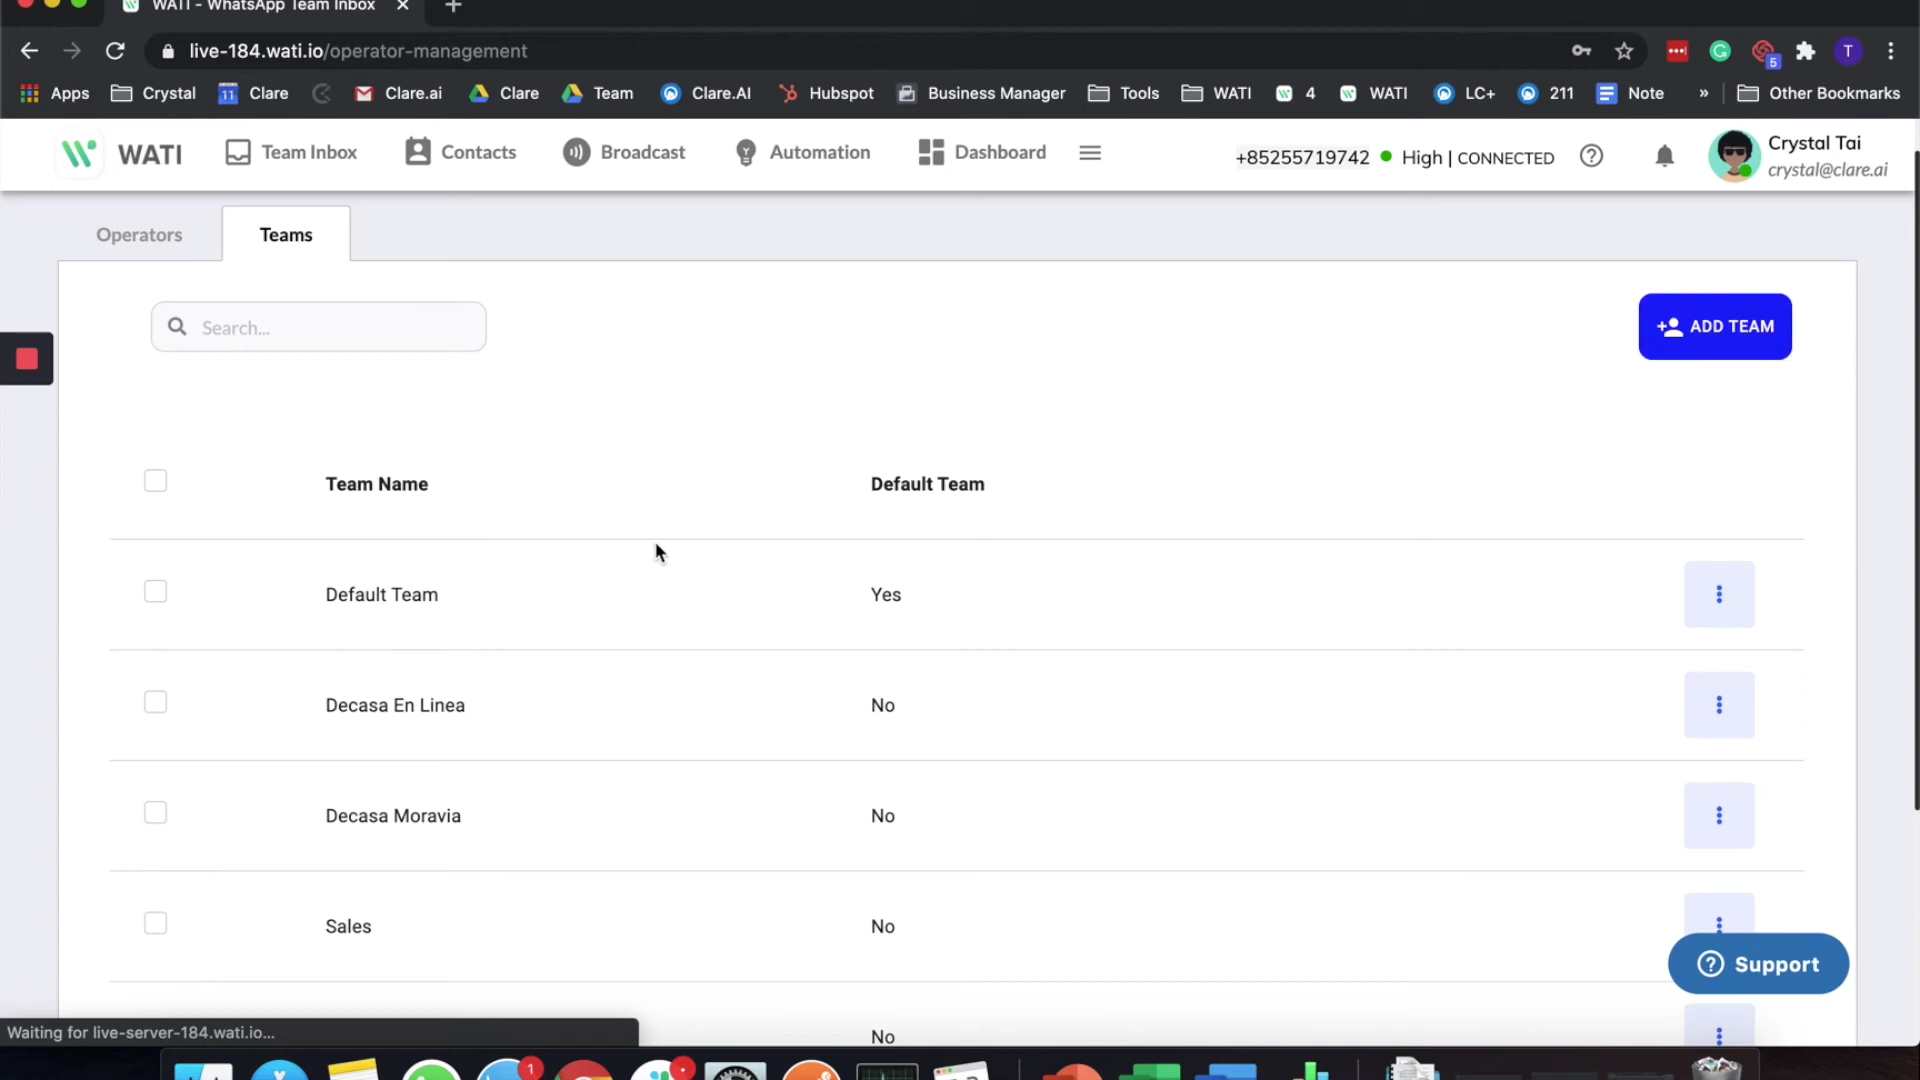 WATI - WhatsApp Team Inbox
live-184.wati.io/operator-management
T
5
Apps Crystal 11 Clare Clare.ai Clare Team Clare.AI Hubspot Business Manager Tools WATI 4 WATI LC+ 211 Note » Other Bookmarks
WATI Team Inbox Contacts Broadcast Automation Dashboard +85255719742 High | CONNECTED Crystal Tai
crystal@clare.ai
Operators Teams
Search...
ADD TEAM
Team Name Default Team
Default Team Yes
Decasa En Linea No
Decasa Moravia No
Sales No
Support
No
Waiting for live-server-184.wati.io...
1